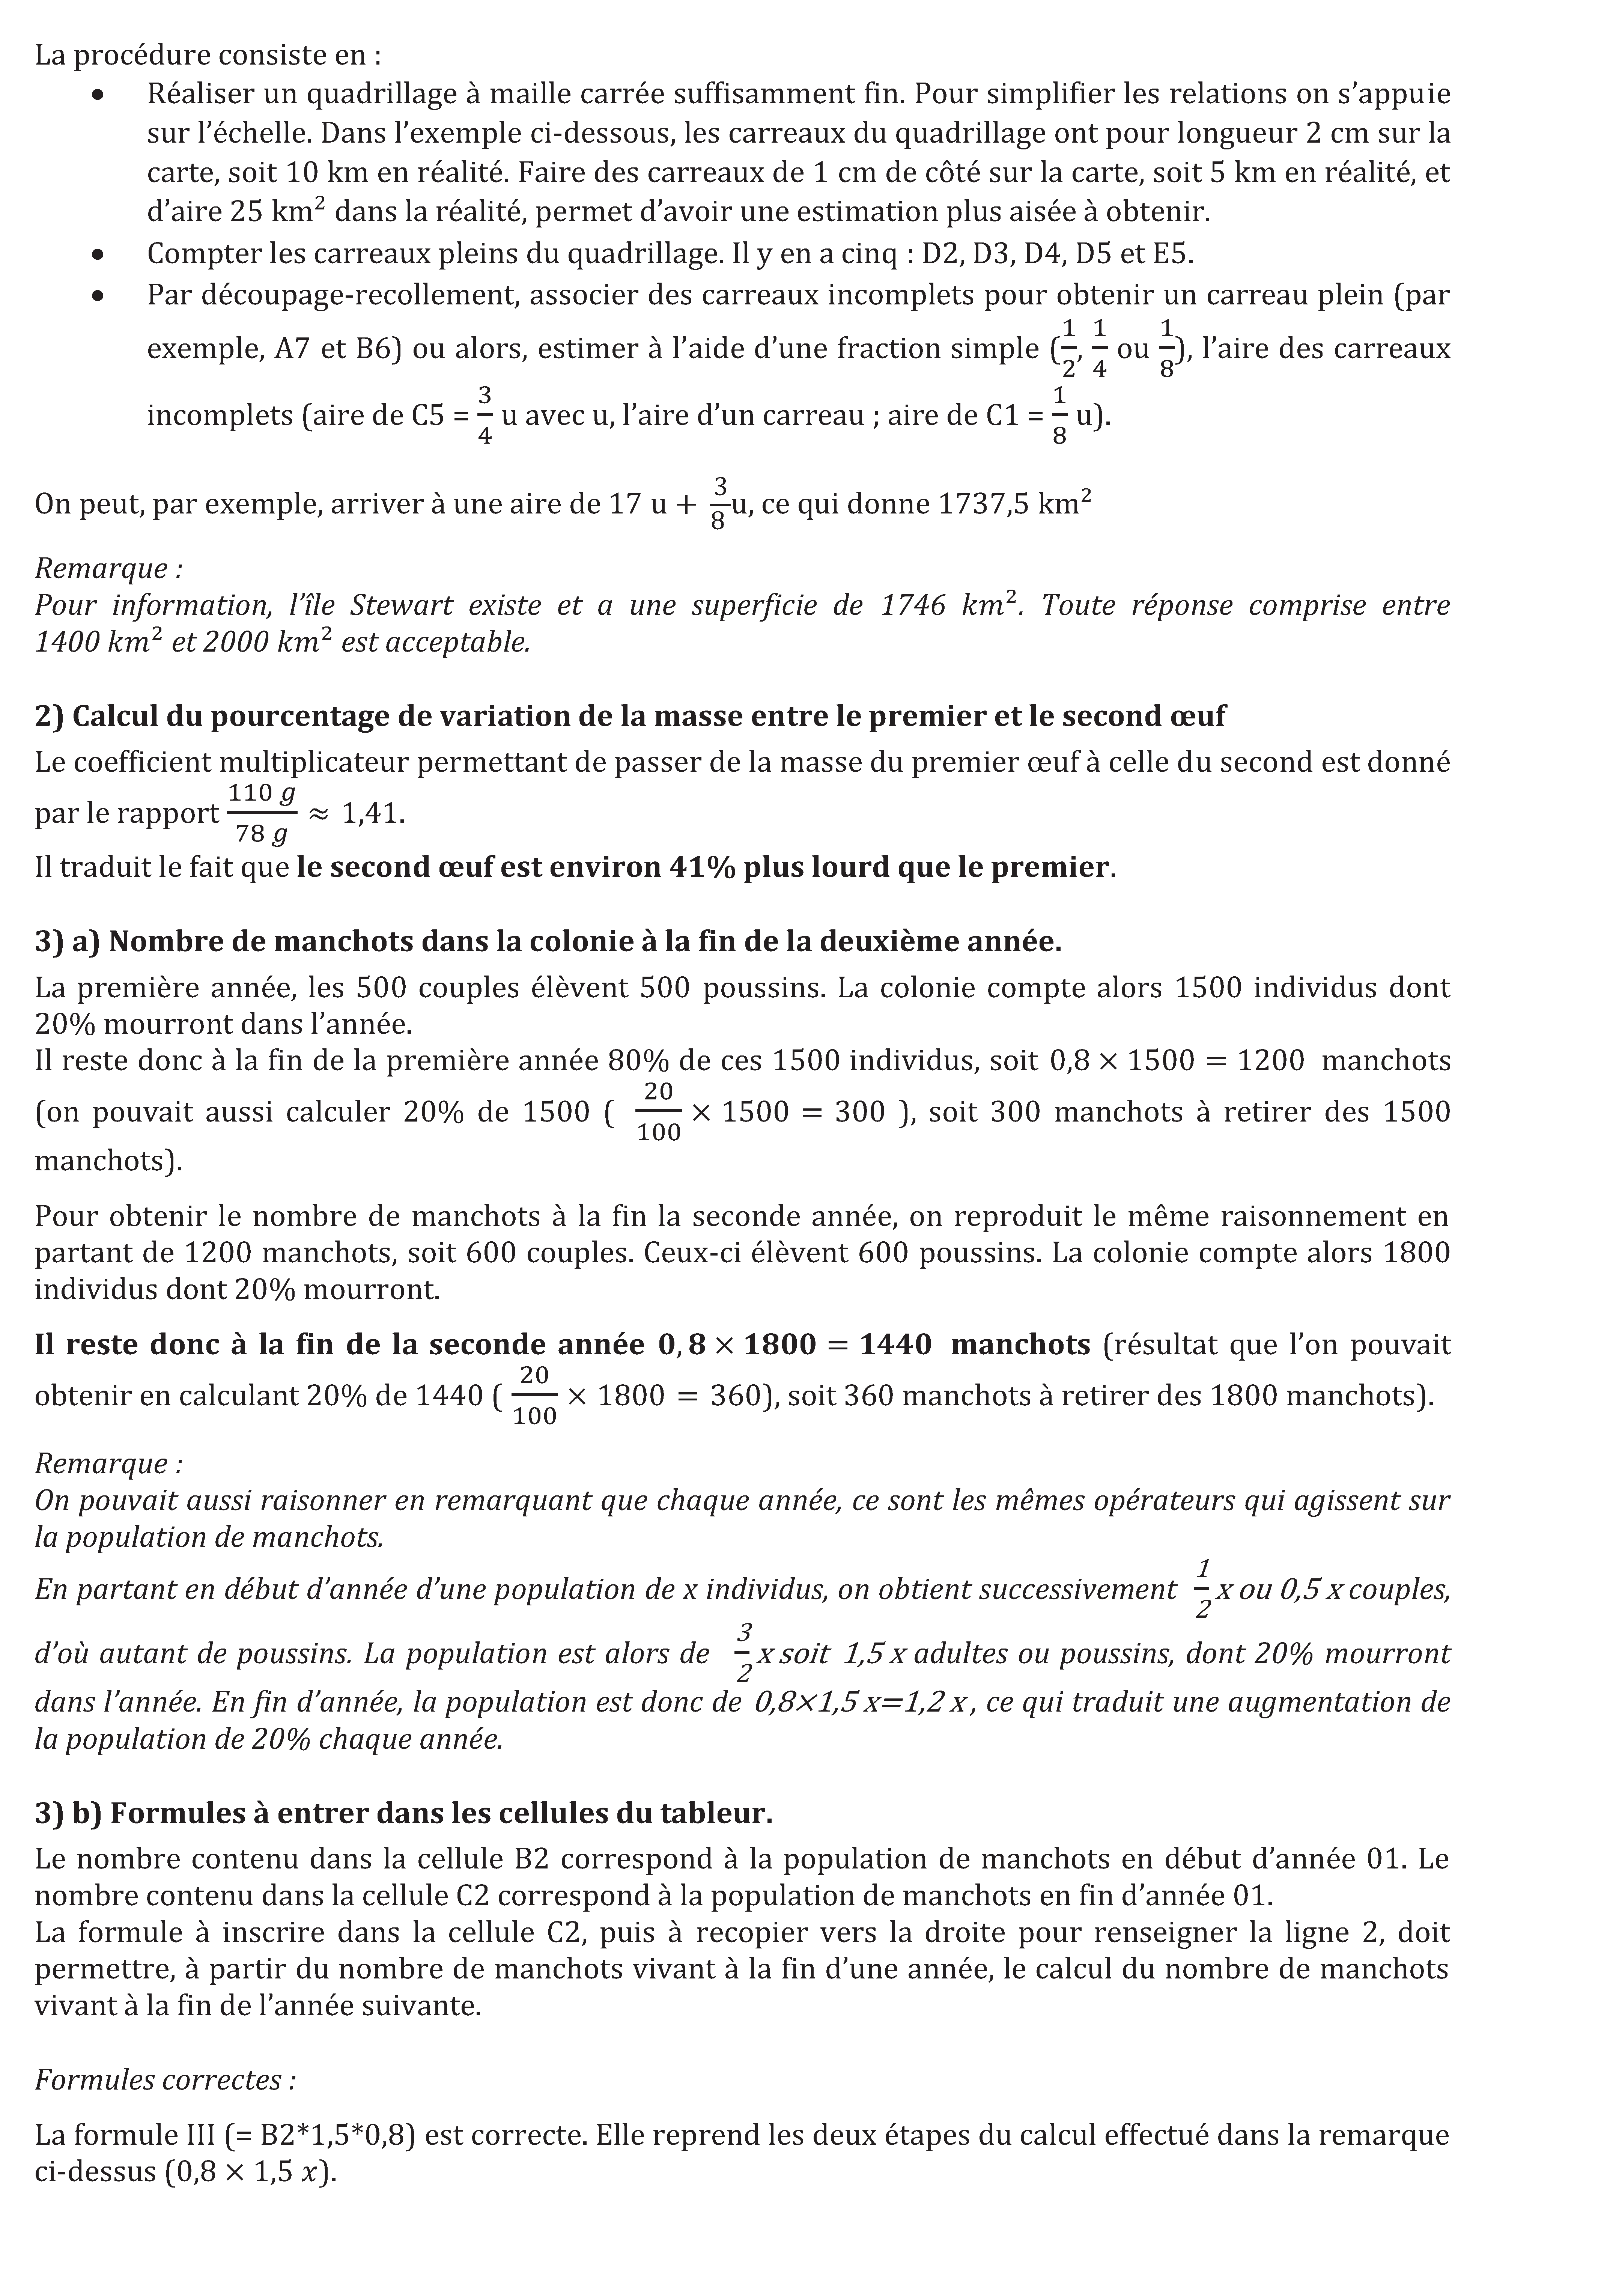 La procédure consiste en :
• Réaliser un quadrillage à maille carrée suffisamment fin. Pour simplifier les relations on s'appuie
sur l'échelle. Dans l'exemple ci-dessous, les carreaux du quadrillage ont pour longueur 2 cm sur la
carte, soit 10 km en réalité. Faire des carreaux de 1 cm de côté sur la carte, soit 5 km en réalité, et
d'aire 25 km² dans la réalité, permet d'avoir une estimation plus aisée à obtenir.
• Compter les carreaux pleins du quadrillage. Il y en a cinq : D2, D3, D4, D5 et E5.
• Par découpage-recollement, associer des carreaux incomplets pour obtenir un carreau plein (par
exemple, A7 et B6) ou alors, estimer à l'aide d'une fraction simple (1/2, 1/4 ou 1/8), l'aire des carreaux
incomplets (aire de C5 = 3/4 u avec u, l'aire d'un carreau ; aire de C1 = 1/8 u).
On peut, par exemple, arriver à une aire de 17 u + 3/8 u, ce qui donne 1737,5 km²
Remarque :
Pour information, l'île Stewart existe et a une superficie de 1746 km². Toute réponse comprise entre
1400 km² et 2000 km² est acceptable.
2) Calcul du pourcentage de variation de la masse entre le premier et le second œuf
Le coefficient multiplicateur permettant de passer de la masse du premier œuf à celle du second est donné
par le rapport 110 g / 78 g ≈ 1,41.
Il traduit le fait que le second œuf est environ 41% plus lourd que le premier.
3) a) Nombre de manchots dans la colonie à la fin de la deuxième année.
La première année, les 500 couples élèvent 500 poussins. La colonie compte alors 1500 individus dont
20% mourront dans l'année.
Il reste donc à la fin de la première année 80% de ces 1500 individus, soit 0,8 × 1500 = 1200 manchots
(on pouvait aussi calculer 20% de 1500 ( 20/100 × 1500 = 300 ), soit 300 manchots à retirer des 1500
manchots).
Pour obtenir le nombre de manchots à la fin la seconde année, on reproduit le même raisonnement en
partant de 1200 manchots, soit 600 couples. Ceux-ci élèvent 600 poussins. La colonie compte alors 1800
individus dont 20% mourront.
Il reste donc à la fin de la seconde année 0, 8 × 1800 = 1440 manchots (résultat que l'on pouvait
obtenir en calculant 20% de 1440 ( 20/100 × 1800 = 360), soit 360 manchots à retirer des 1800 manchots).
Remarque :
On pouvait aussi raisonner en remarquant que chaque année, ce sont les mêmes opérateurs qui agissent sur
la population de manchots.
En partant en début d'année d'une population de x individus, on obtient successivement 1/2 x ou 0,5 x couples,
d'où autant de poussins. La population est alors de 3/2 x soit 1,5 x adultes ou poussins, dont 20% mourront
dans l'année. En fin d'année, la population est donc de 0,8×1,5 x=1,2 x , ce qui traduit une augmentation de
la population de 20% chaque année.
3) b) Formules à entrer dans les cellules du tableur.
Le nombre contenu dans la cellule B2 correspond à la population de manchots en début d'année 01. Le
nombre contenu dans la cellule C2 correspond à la population de manchots en fin d'année 01.
La formule à inscrire dans la cellule C2, puis à recopier vers la droite pour renseigner la ligne 2, doit
permettre, à partir du nombre de manchots vivant à la fin d'une année, le calcul du nombre de manchots
vivant à la fin de l'année suivante.
Formules correctes :
La formule III (= B2*1,5*0,8) est correcte. Elle reprend les deux étapes du calcul effectué dans la remarque
ci-dessus (0,8 × 1,5 x).